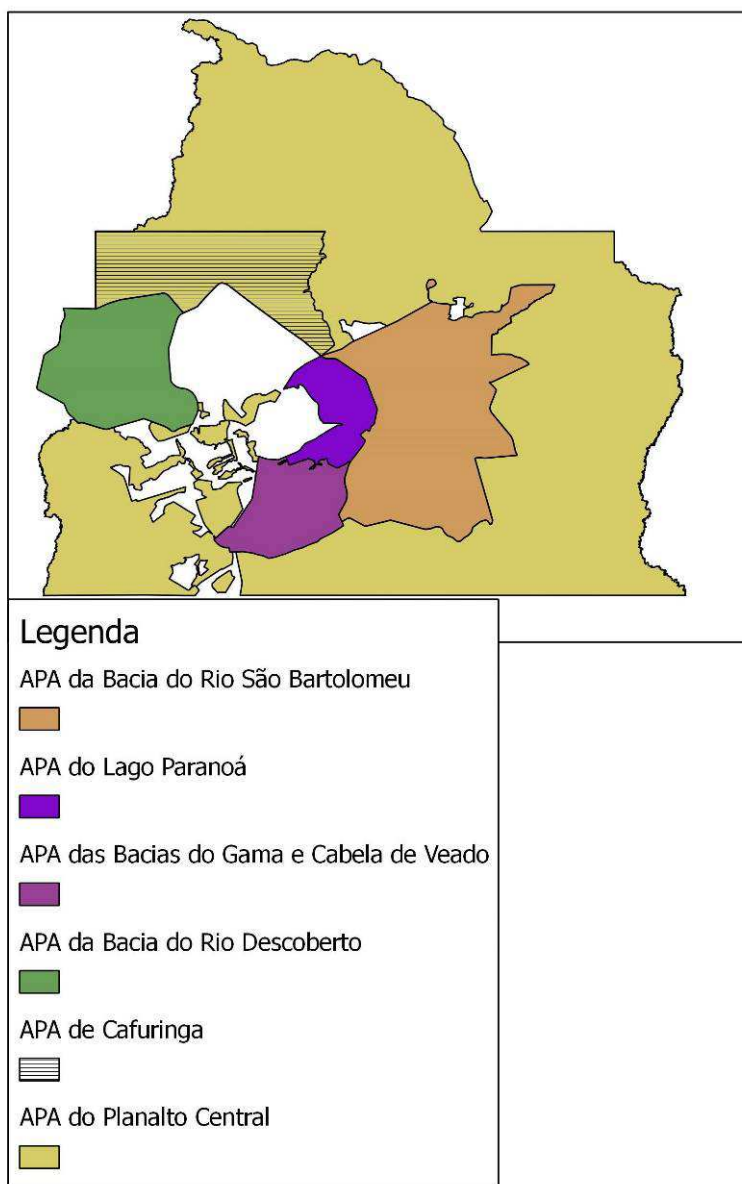 Legenda
APA da Bacia do Rio São Bartolomeu
APA do Lago Paranoá
APA das Bacias do Gama e Cabela de Veado
APA da Bacia do Rio Descoberto
APA de Cafuringa
APA do Planalto Central